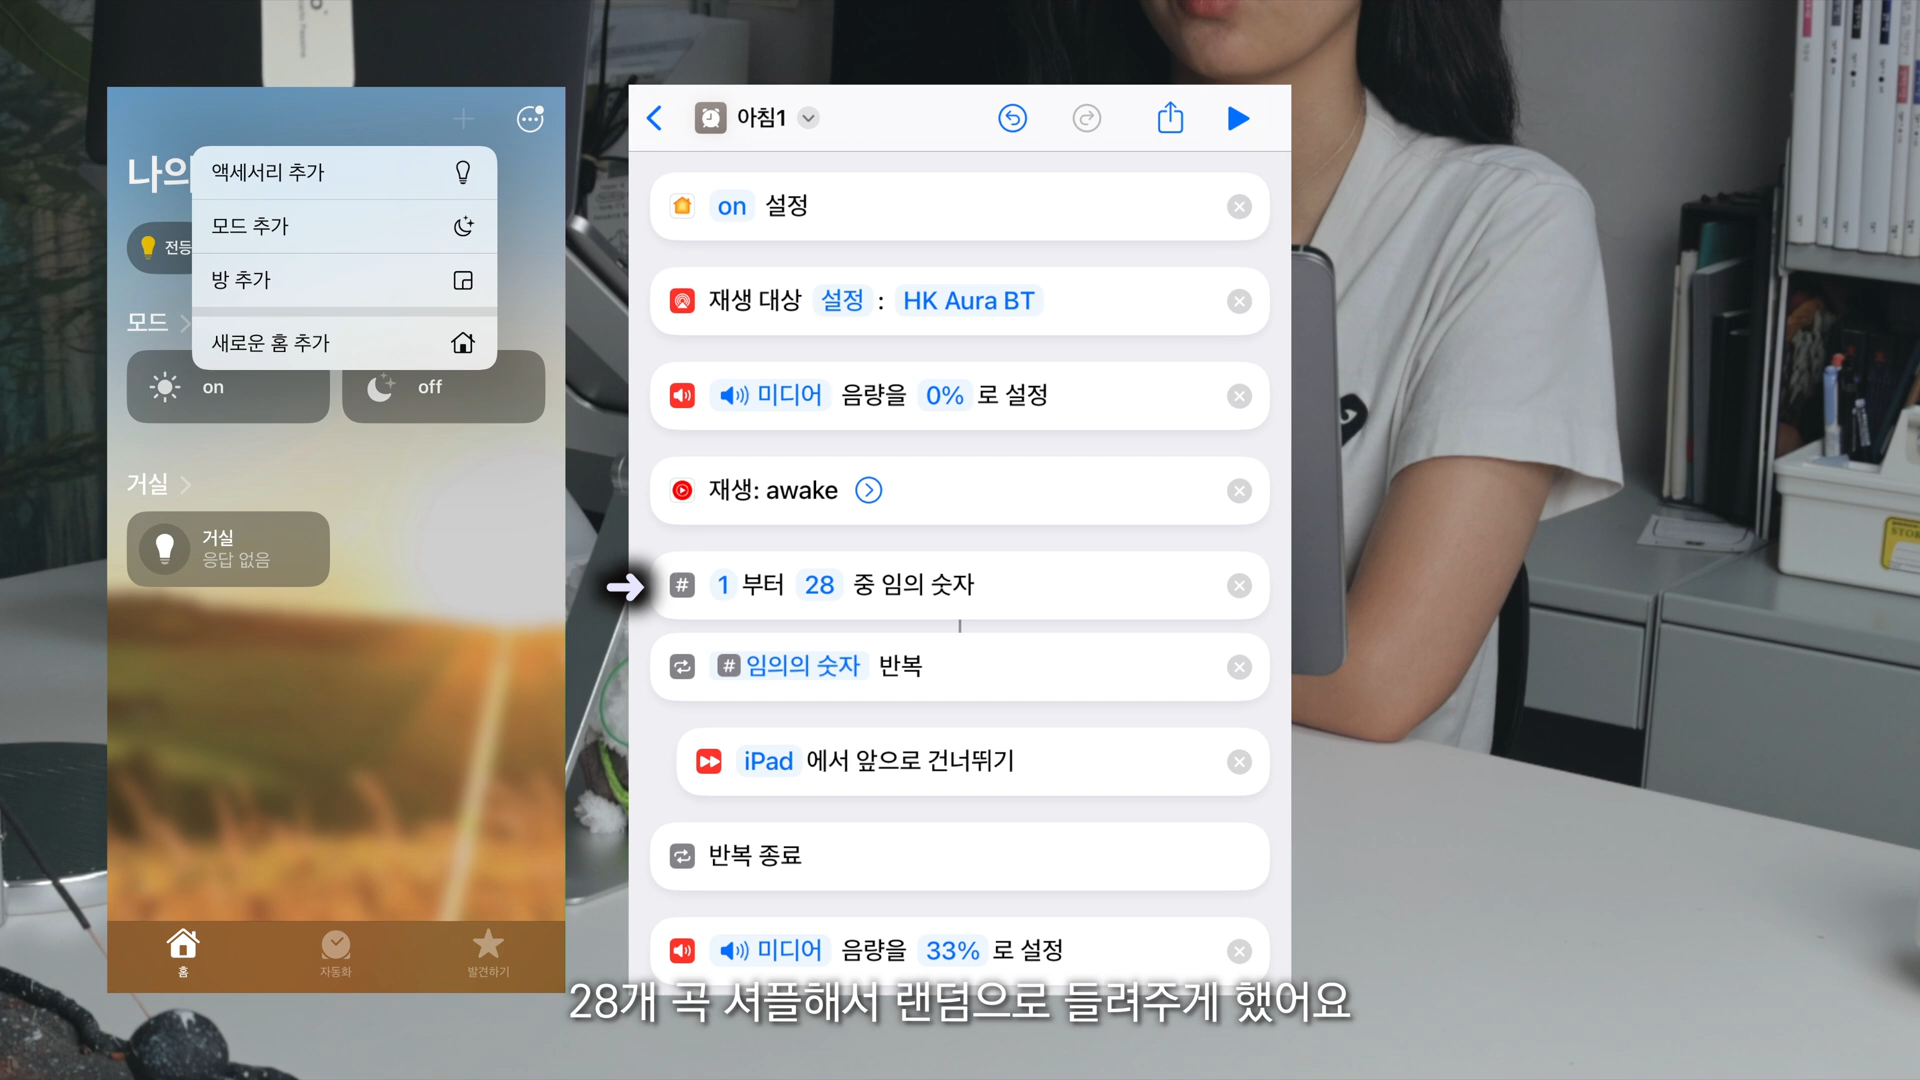 나의
액세서리 추가
모드 추가
방 추가
새로운 홈 추가
전등
모드
on
off
거실
거실
응답 없음
홈
자동화
발견하기
아침1
on 설정
재생 대상 설정 : HK Aura BT
미디어 음량을 0% 로 설정
재생: awake
# 1 부터 28 중 임의 숫자
# 임의의 숫자 반복
iPad 에서 앞으로 건너뛰기
반복 종료
미디어 음량을 33% 로 설정
28개 곡 셔플해서 랜덤으로 들려주게 했어요